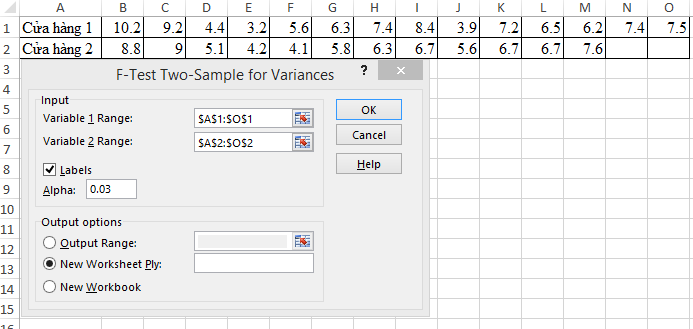 A B C D E F G H I J K L M N O
1 Cửa hàng 1 10.2 9.2 4.4 3.2 5.6 6.3 7.4 8.4 3.9 7.2 6.5 6.2 7.4 7.5
2 Cửa hàng 2 8.8 9 5.1 4.2 4.1 5.8 6.3 6.7 5.6 6.7 6.7 7.6
3
F-Test Two-Sample for Variances ? ×
4
Input
5
Variable 1 Range: $A$1:$O$1 OK
6
Variable 2 Range: $A$2:$O$2 Cancel
7
8
Labels Help
9
Alpha: 0.03
10
11
Output options
12
Output Range:
13
New Worksheet Ply:
14
New Workbook
15
16